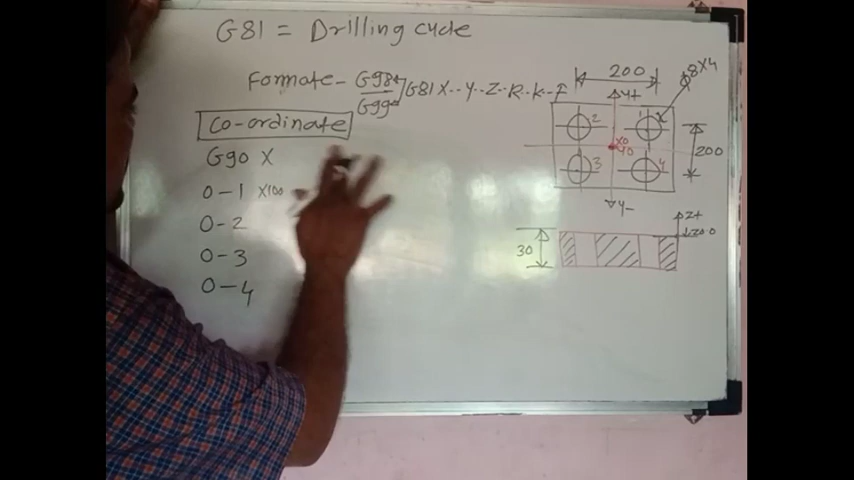 G81 = Drilling cycle
Formate - G98 G81 X.. Y.. Z.. R.. K.. F
G99
Co-ordinate
G90 X
0-1 X100
0-2
0-3
0-4
200
Ø8X4
Y+
2
1
X0
Y0
200
3
4
Y-
Z+
Z0.0
30